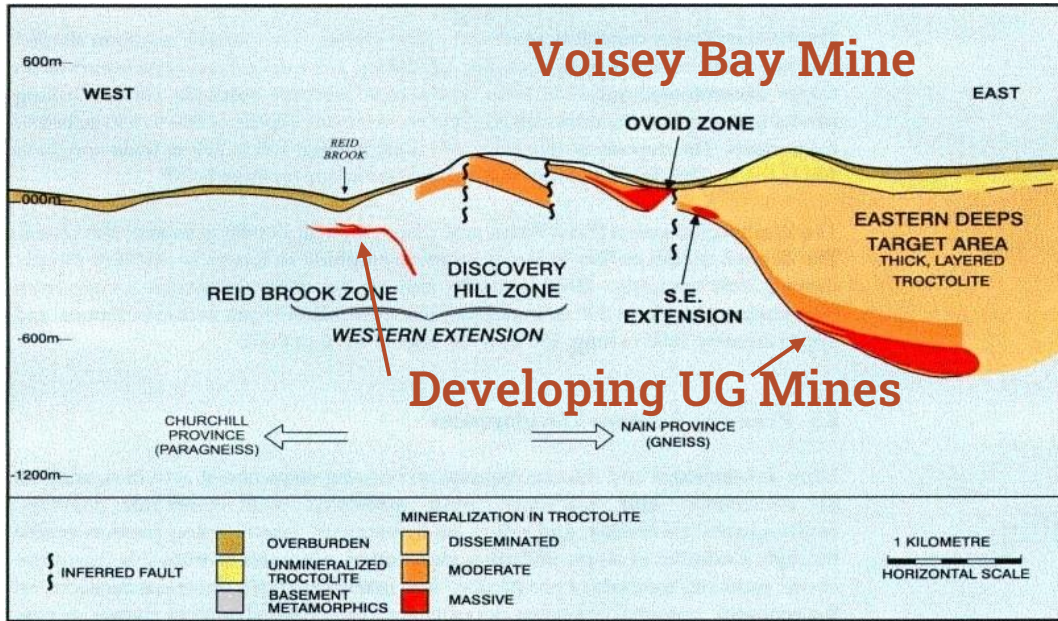 Voisey Bay Mine
600m
WEST
EAST
OVOID ZONE
REID
BROOK
000m
EASTERN DEEPS
TARGET AREA
THICK, LAYERED
TROCTOLITE
REID BROOK ZONE
DISCOVERY
HILL ZONE
S.E.
EXTENSION
WESTERN EXTENSION
-600m
Developing UG Mines
CHURCHILL
PROVINCE
(PARAGNEISS)
NAIN PROVINCE
(GNEISS)
-1200m
MINERALIZATION IN TROCTOLITE
INFERRED FAULT
OVERBURDEN
UNMINERALIZED
TROCTOLITE
BASEMENT
METAMORPHICS
DISSEMINATED
MODERATE
MASSIVE
1 KILOMETRE
HORIZONTAL SCALE